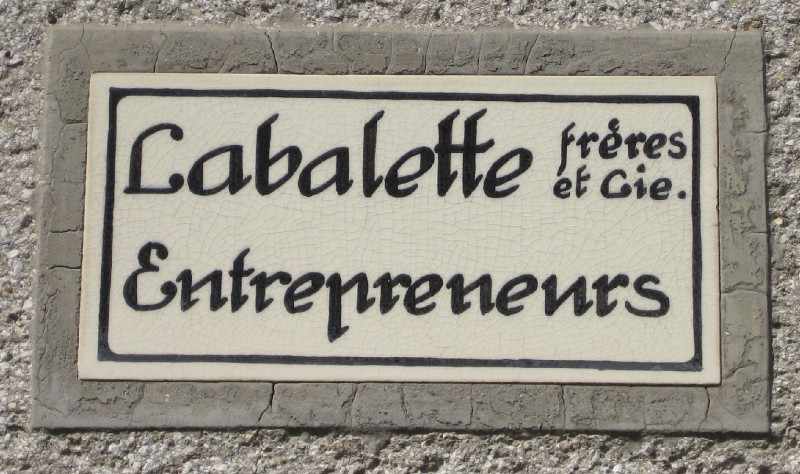 Labalette frères
et Cie.
Entrepreneurs